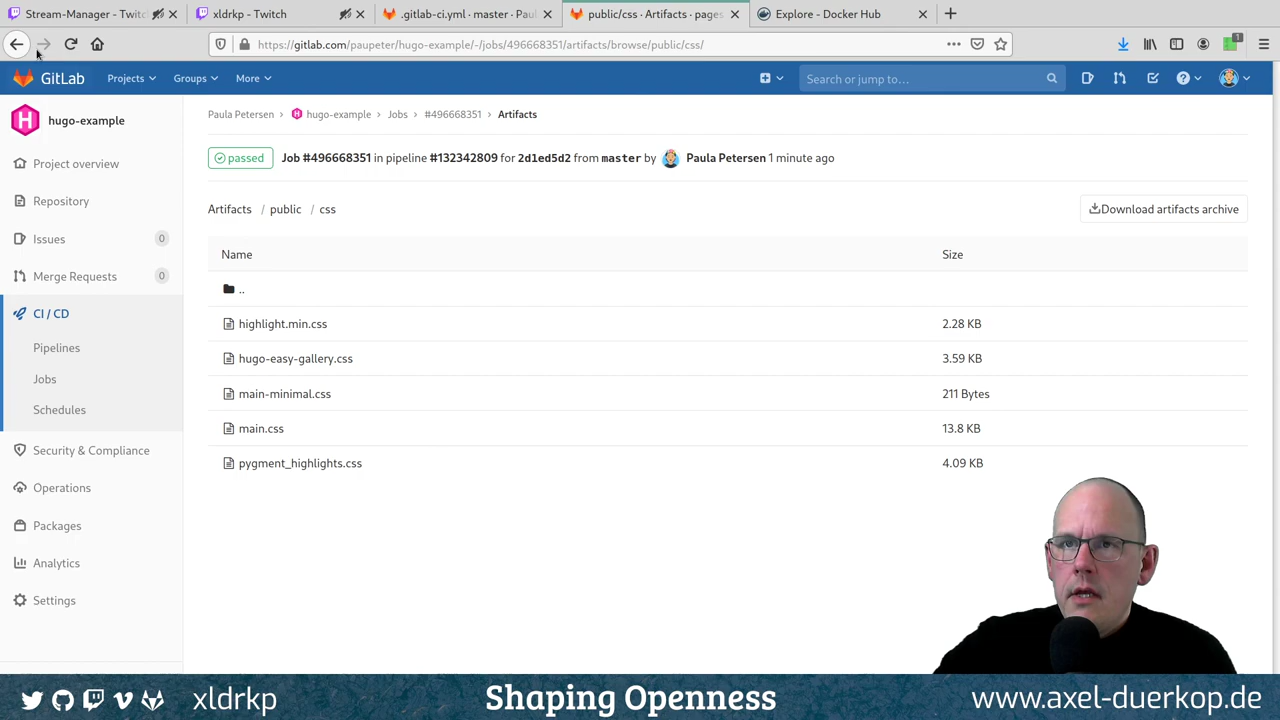 Stream-Manager - Twitch
xldrkp - Twitch
.gitlab-ci.yml · master · Paul
public/css · Artifacts · pages
Explore - Docker Hub
https://gitlab.com/paupeter/hugo-example/-/jobs/496668351/artifacts/browse/public/css/
1
GitLab
Projects
Groups
More
Search or jump to…
hugo-example
Paula Petersen › hugo-example › Jobs › #496668351 › Artifacts
passed Job #496668351 in pipeline #132342809 for 2d1ed5d2 from master by Paula Petersen 1 minute ago
Project overview
Repository
Issues 0
Merge Requests 0
CI / CD
Pipelines
Jobs
Schedules
Security & Compliance
Operations
Packages
Analytics
Settings
Artifacts / public / css
Download artifacts archive
Name Size
..
highlight.min.css 2.28 KB
hugo-easy-gallery.css 3.59 KB
main-minimal.css 211 Bytes
main.css 13.8 KB
pygment_highlights.css 4.09 KB
xldrkp
Shaping Openness
www.axel-duerkop.de